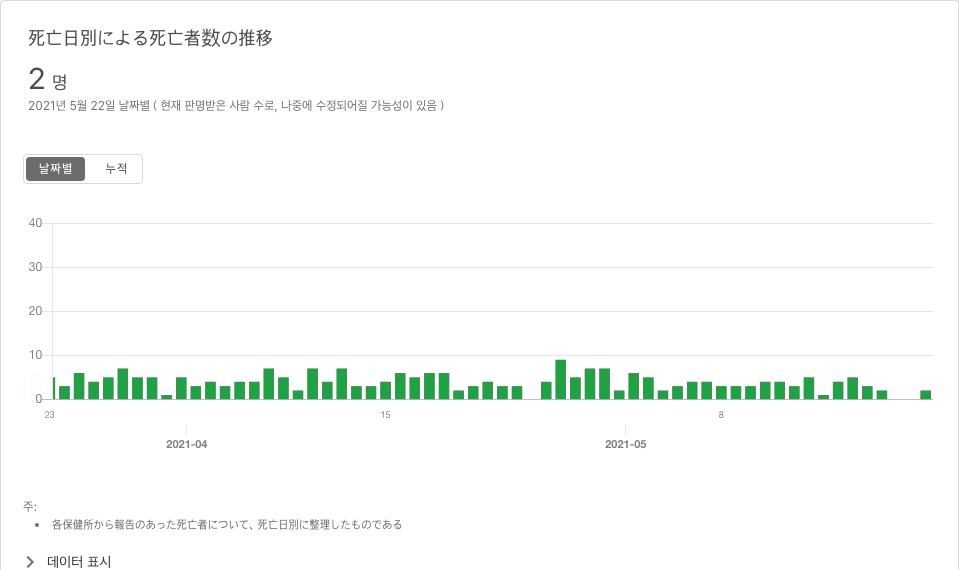 死亡日別による死亡者数の推移
2 명
2021년 5월 22일 날짜별 ( 현재 판명받은 사람 수로, 나중에 수정되어질 가능성이 있음 )
날짜별 누적
40
30
20
10
0
23 15 8
2021-04 2021-05
주:
• 各保健所から報告のあった死亡者について、死亡日別に整理したものである
데이터 표시